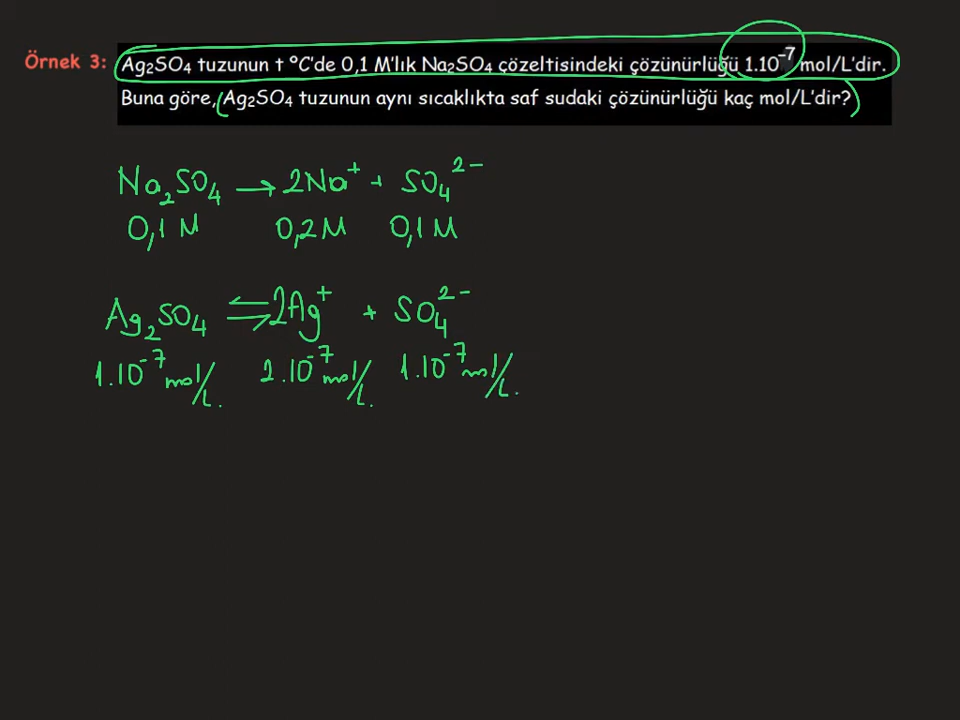 Örnek 3: Ag₂SO₄ tuzunun t °C'de 0,1 M'lık Na₂SO₄ çözeltisindeki çözünürlüğü 1.10⁻⁷ mol/L'dir.
Buna göre, Ag₂SO₄ tuzunun aynı sıcaklıkta saf sudaki çözünürlüğü kaç mol/L'dir?
Na₂SO₄ → 2Na⁺ + SO₄²⁻
0,1 M 0,2 M 0,1 M
Ag₂SO₄ ⇌ 2Ag⁺ + SO₄²⁻
1.10⁻⁷ mol/L. 2.10⁻⁷ mol/L. 1.10⁻⁷ mol/L.